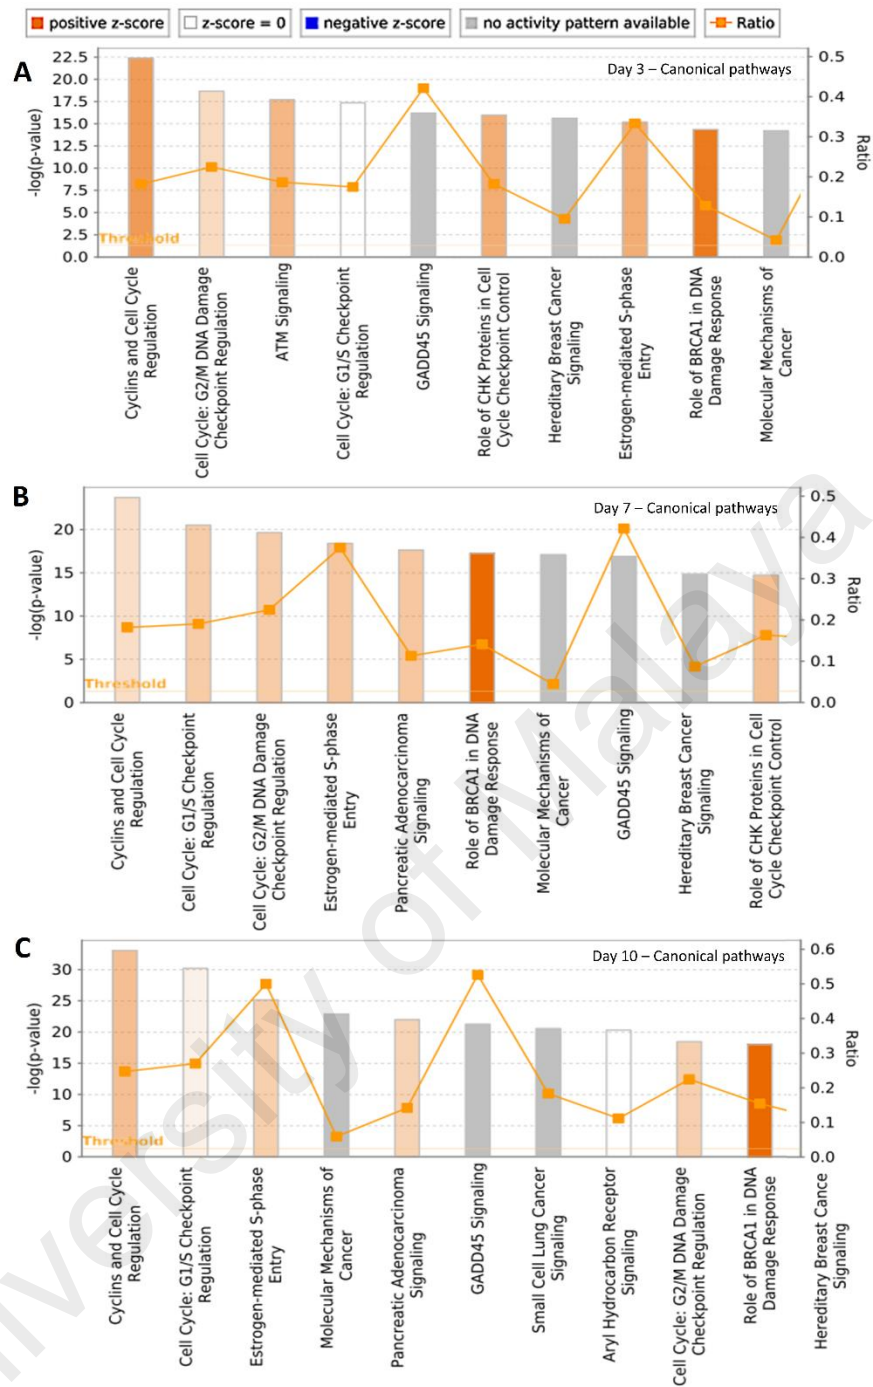 positive z-score z-score = 0 negative z-score no activity pattern available Ratio
A
Day 3 – Canonical pathways
22.5
20.0
17.5
15.0
12.5
10.0
7.5
5.0
2.5
0.0
-log(p-value)
0.5
0.4
0.3
0.2
0.1
0.0
Ratio
Threshold
Cyclins and Cell Cycle
Regulation
Cell Cycle: G2/M DNA Damage
Checkpoint Regulation
ATM Signaling
Cell Cycle: G1/S Checkpoint
Regulation
GADD45 Signaling
Role of CHK Proteins in Cell
Cycle Checkpoint Control
Hereditary Breast Cancer
Signaling
Estrogen-mediated S-phase
Entry
Role of BRCA1 in DNA
Damage Response
Molecular Mechanisms of
Cancer
B
Day 7 – Canonical pathways
20
15
10
5
0
-log(p-value)
0.5
0.4
0.3
0.2
0.1
0.0
Ratio
Threshold
Cyclins and Cell Cycle
Regulation
Cell Cycle: G1/S Checkpoint
Regulation
Cell Cycle: G2/M DNA Damage
Checkpoint Regulation
Estrogen-mediated S-phase
Entry
Pancreatic Adenocarcinoma
Signaling
Role of BRCA1 in DNA
Damage Response
Molecular Mechanisms of
Cancer
GADD45 Signaling
Hereditary Breast Cancer
Signaling
Role of CHK Proteins in Cell
Cycle Checkpoint Control
C
Day 10 – Canonical pathways
30
25
20
15
10
5
0
-log(p-value)
0.6
0.5
0.4
0.3
0.2
0.1
0.0
Ratio
Threshold
Cyclins and Cell Cycle
Regulation
Cell Cycle: G1/S Checkpoint
Regulation
Estrogen-mediated S-phase
Entry
Molecular Mechanisms of
Cancer
Pancreatic Adenocarcinoma
Signaling
GADD45 Signaling
Small Cell Lung Cancer
Signaling
Aryl Hydrocarbon Receptor
Signaling
Cell Cycle: G2/M DNA Damage
Checkpoint Regulation
Role of BRCA1 in DNA
Damage Response
Hereditary Breast Cance
Signaling
iversity of Malaya